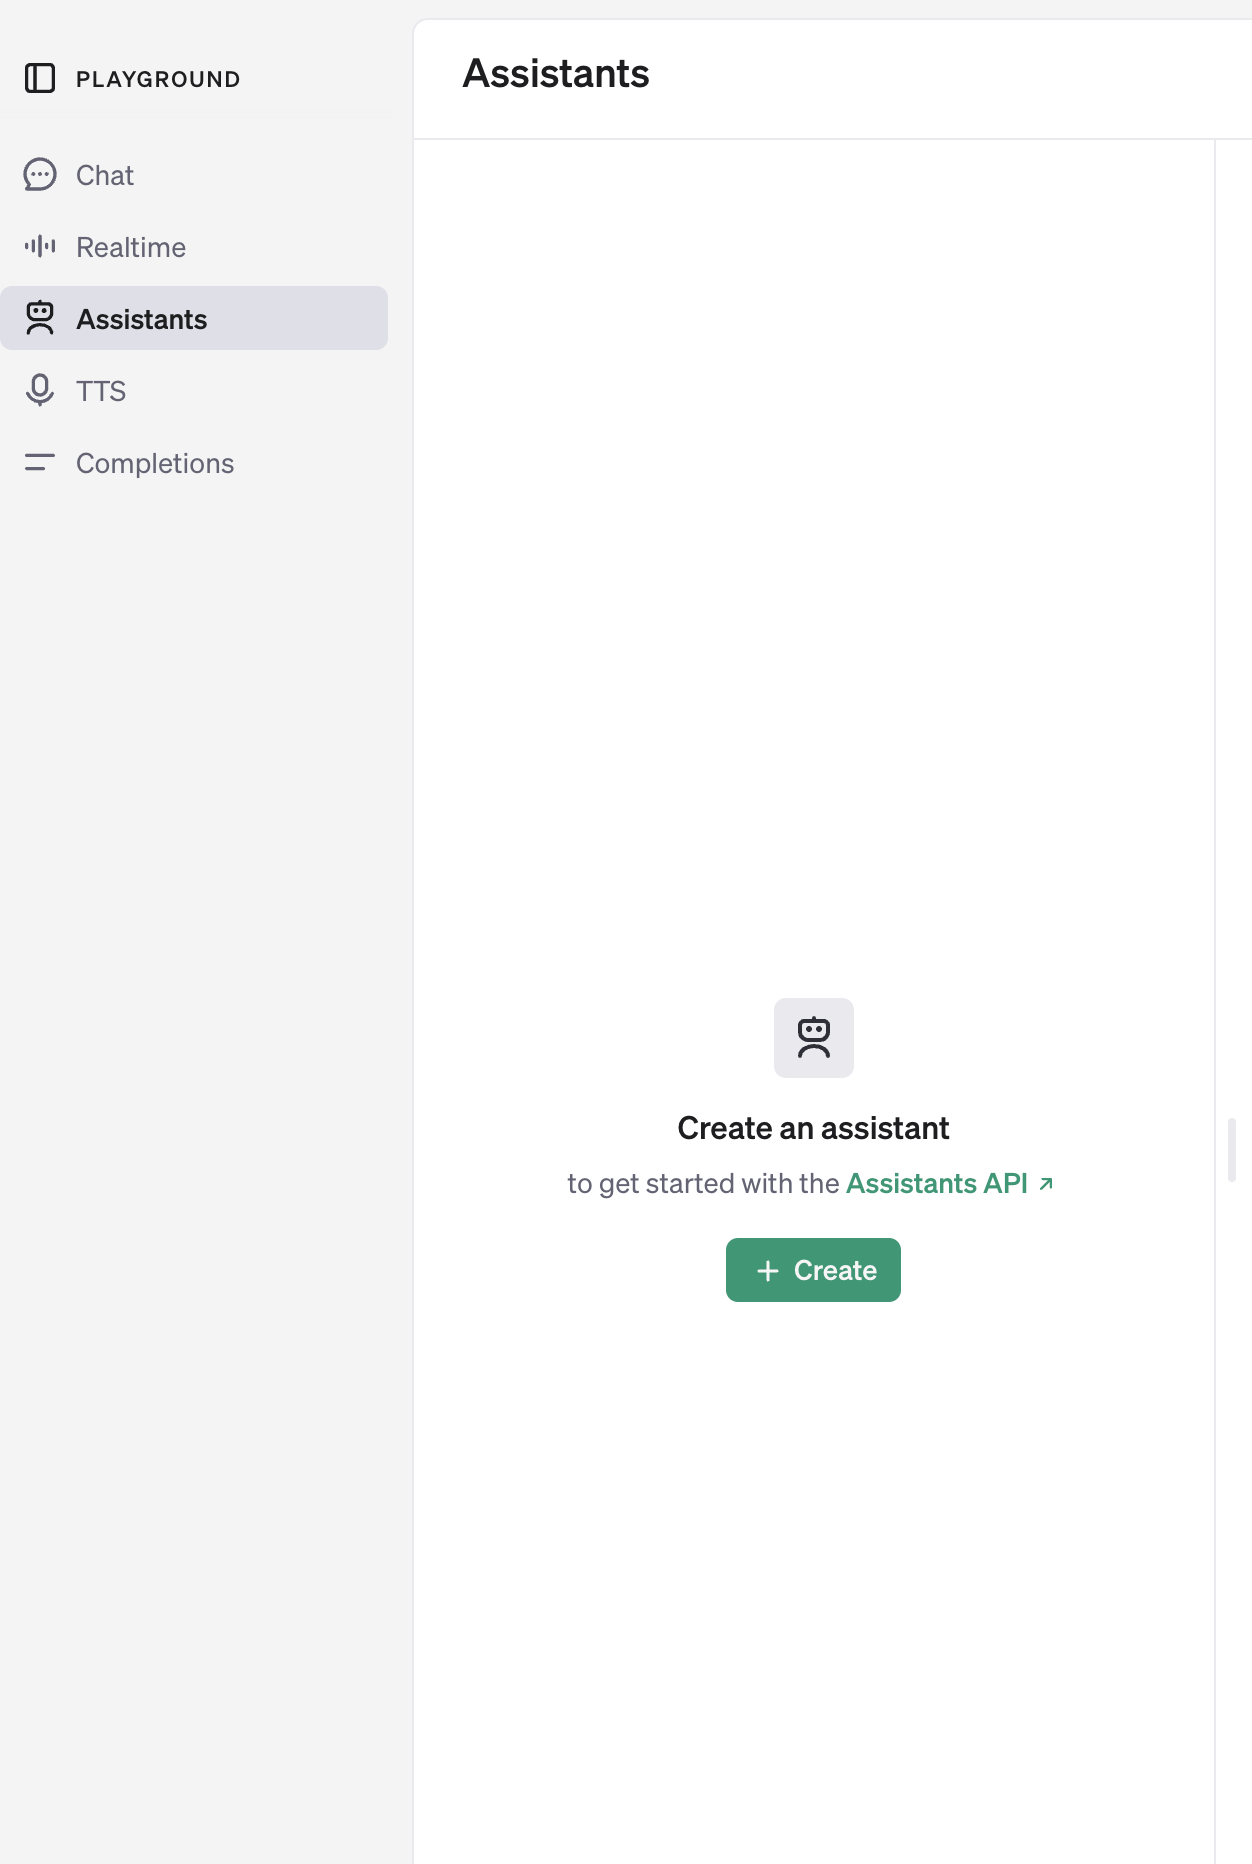 PLAYGROUND
Chat
Realtime
Assistants
TTS
Completions
Assistants
Create an assistant
to get started with the Assistants API
Create